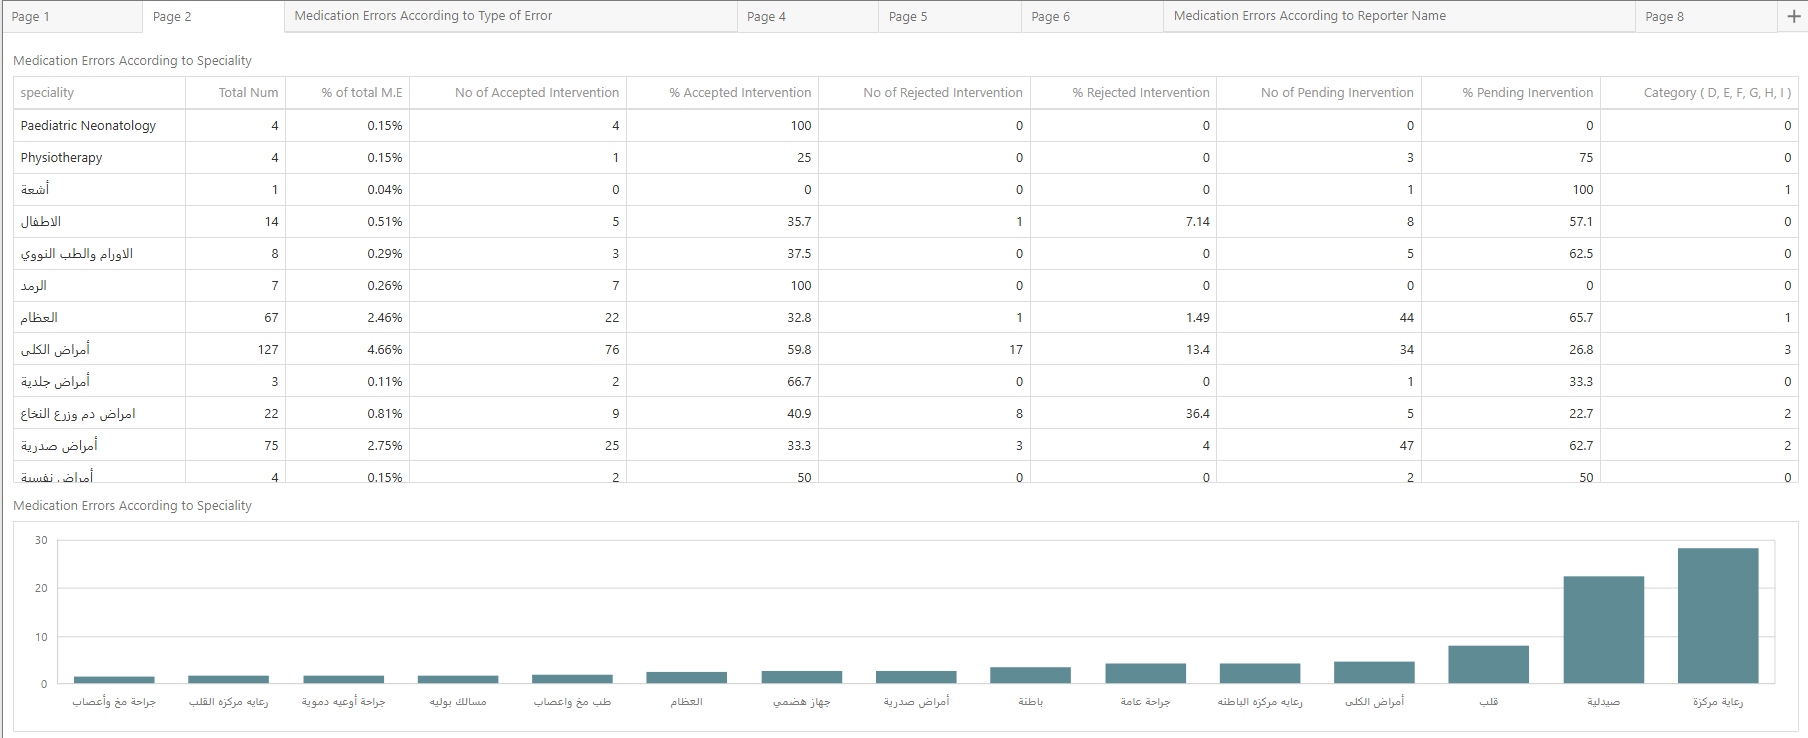 Page 1 Page 2 Medication Errors According to Type of Error Page 4 Page 5 Page 6 Medication Errors According to Reporter Name Page 8 +
Medication Errors According to Speciality
speciality Total Num % of total M.E No of Accepted Intervention % Accepted Intervention No of Rejected Intervention % Rejected Intervention No of Pending Inervention % Pending Inervention Category ( D, E, F, G, H, I )
Paediatric Neonatology 4 0.15% 4 100 0 0 0 0 0
Physiotherapy 4 0.15% 1 25 0 0 3 75 0
أشعة 1 0.04% 0 0 0 0 1 100 1
الاطفال 14 0.51% 5 35.7 1 7.14 8 57.1 0
الاورام والطب النووي 8 0.29% 3 37.5 0 0 5 62.5 0
الرمد 7 0.26% 7 100 0 0 0 0 0
العظام 67 2.46% 22 32.8 1 1.49 44 65.7 1
أمراض الكلى 127 4.66% 76 59.8 17 13.4 34 26.8 3
أمراض جلدية 3 0.11% 2 66.7 0 0 1 33.3 0
امراض دم وزرع النخاع 22 0.81% 9 40.9 8 36.4 5 22.7 2
أمراض صدرية 75 2.75% 25 33.3 3 4 47 62.7 2
أمراض نفسية 4 0.15% 2 50 0 0 2 50 0
Medication Errors According to Speciality
30
20
10
0
جراحة مخ وأعصاب رعايه مركزه القلب جراحة أوعيه دموية مسالك بوليه طب مخ واعصاب العظام جهاز هضمي أمراض صدرية باطنة جراحة عامة رعايه مركزه الباطنه أمراض الكلى قلب صيدلية رعاية مركزة